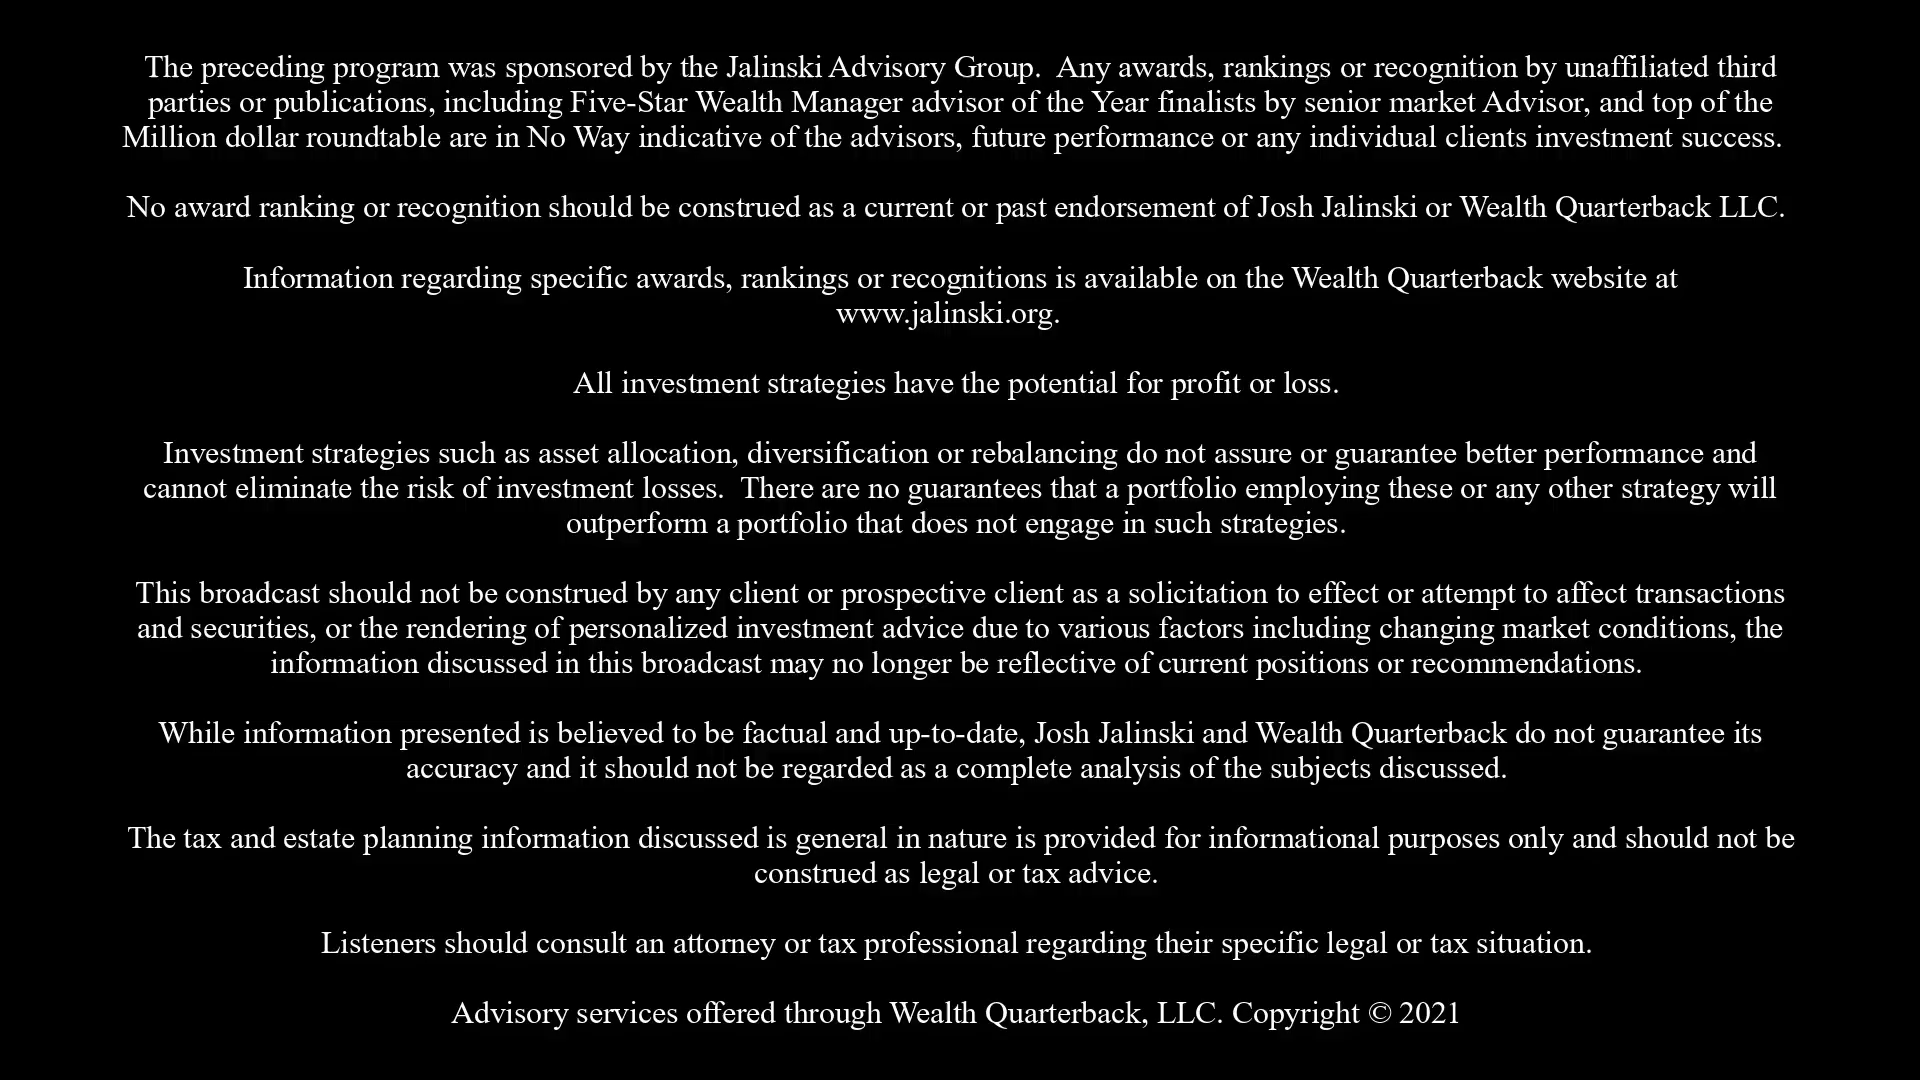 The preceding program was sponsored by the Jalinski Advisory Group.  Any awards, rankings or recognition by unaffiliated third
parties or publications, including Five-Star Wealth Manager advisor of the Year finalists by senior market Advisor, and top of the
Million dollar roundtable are in No Way indicative of the advisors, future performance or any individual clients investment success.
No award ranking or recognition should be construed as a current or past endorsement of Josh Jalinski or Wealth Quarterback LLC.
Information regarding specific awards, rankings or recognitions is available on the Wealth Quarterback website at
www.jalinski.org.
All investment strategies have the potential for profit or loss.
Investment strategies such as asset allocation, diversification or rebalancing do not assure or guarantee better performance and
cannot eliminate the risk of investment losses.  There are no guarantees that a portfolio employing these or any other strategy will
outperform a portfolio that does not engage in such strategies.
This broadcast should not be construed by any client or prospective client as a solicitation to effect or attempt to affect transactions
and securities, or the rendering of personalized investment advice due to various factors including changing market conditions, the
information discussed in this broadcast may no longer be reflective of current positions or recommendations.
While information presented is believed to be factual and up-to-date, Josh Jalinski and Wealth Quarterback do not guarantee its
accuracy and it should not be regarded as a complete analysis of the subjects discussed.
The tax and estate planning information discussed is general in nature is provided for informational purposes only and should not be
construed as legal or tax advice.
Listeners should consult an attorney or tax professional regarding their specific legal or tax situation.
Advisory services offered through Wealth Quarterback, LLC. Copyright © 2021